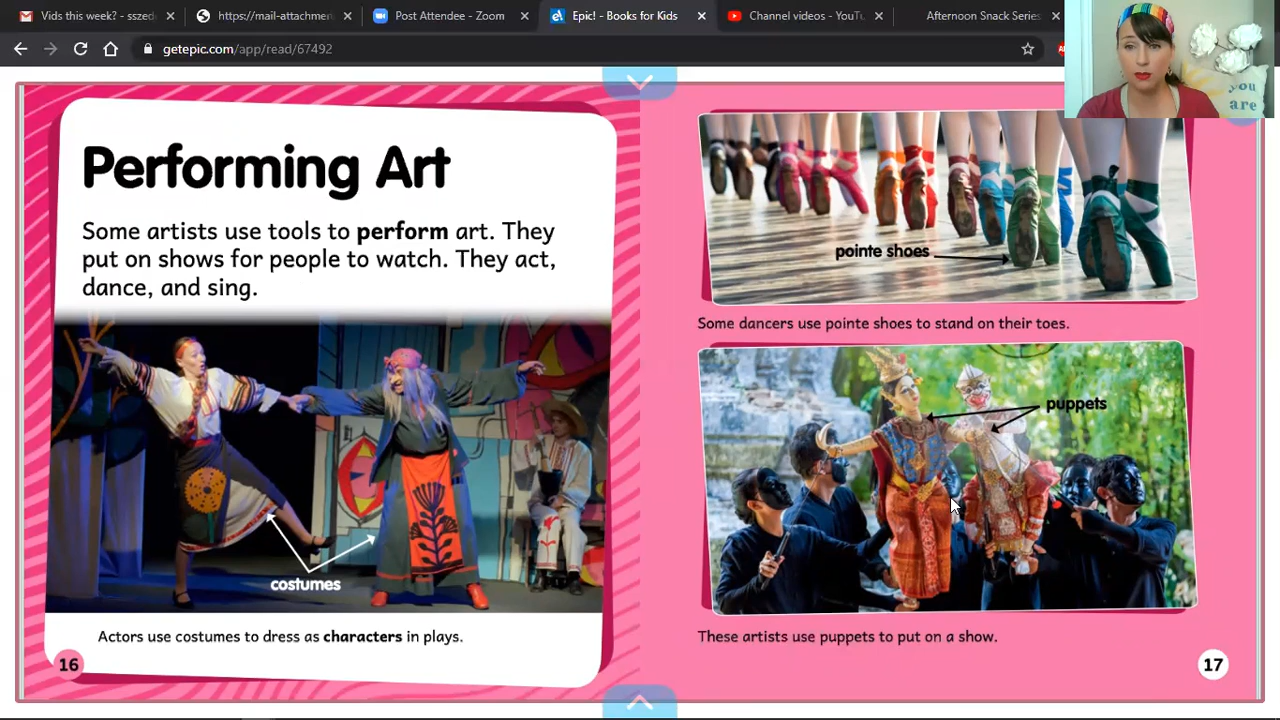 Vids this week? - sszed
https://mail-attachmen
Post Attendee - Zoom
Epic! - Books for Kids
Channel videos - YouTu
Afternoon Snack Series
getepic.com/app/read/67492
you
are
Performing Art
Some artists use tools to perform art. They
put on shows for people to watch. They act,
dance, and sing.
costumes
Actors use costumes to dress as characters in plays.
16
pointe shoes
Some dancers use pointe shoes to stand on their toes.
puppets
These artists use puppets to put on a show.
17